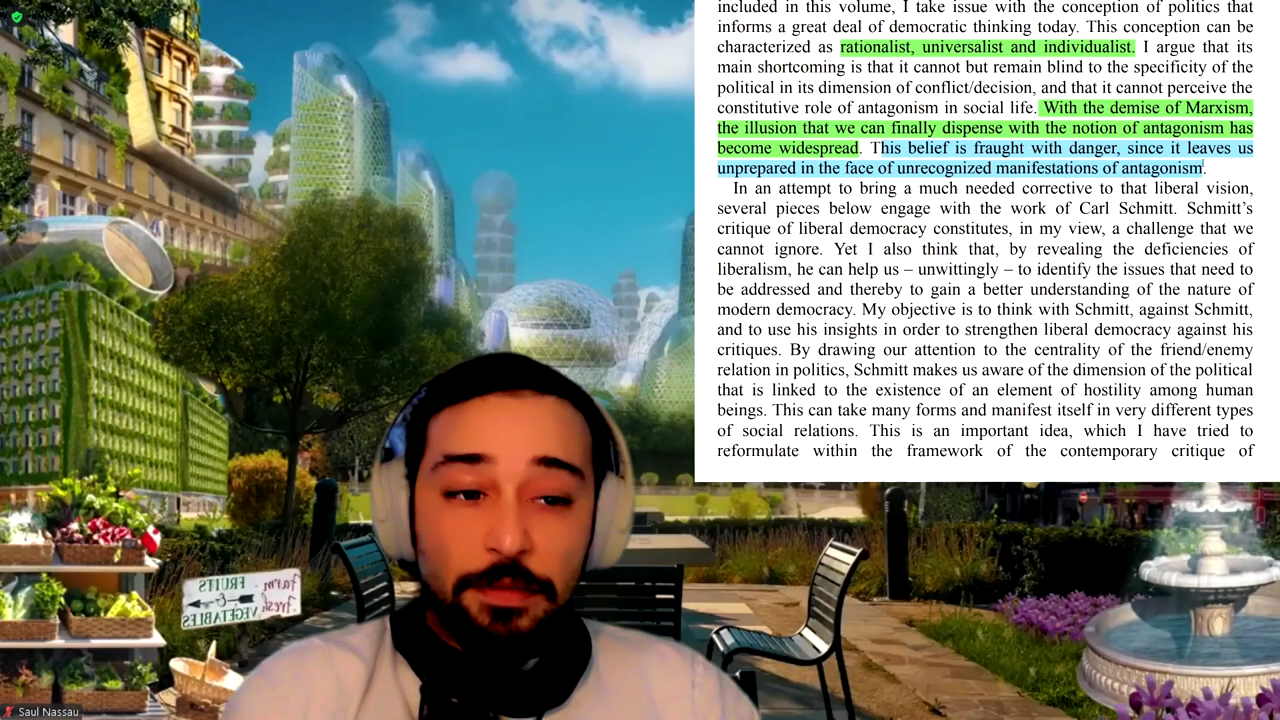 included in this volume, I take issue with the conception of politics that
informs a great deal of democratic thinking today. This conception can be
characterized as rationalist, universalist and individualist. I argue that its
main shortcoming is that it cannot but remain blind to the specificity of the
political in its dimension of conflict/decision, and that it cannot perceive the
constitutive role of antagonism in social life. With the demise of Marxism,
the illusion that we can finally dispense with the notion of antagonism has
become widespread. This belief is fraught with danger, since it leaves us
unprepared in the face of unrecognized manifestations of antagonism.
In an attempt to bring a much needed corrective to that liberal vision,
several pieces below engage with the work of Carl Schmitt. Schmitt’s
critique of liberal democracy constitutes, in my view, a challenge that we
cannot ignore. Yet I also think that, by revealing the deficiencies of
liberalism, he can help us – unwittingly – to identify the issues that need to
be addressed and thereby to gain a better understanding of the nature of
modern democracy. My objective is to think with Schmitt, against Schmitt,
and to use his insights in order to strengthen liberal democracy against his
critiques. By drawing our attention to the centrality of the friend/enemy
relation in politics, Schmitt makes us aware of the dimension of the political
that is linked to the existence of an element of hostility among human
beings. This can take many forms and manifest itself in very different types
of social relations. This is an important idea, which I have tried to
reformulate within the framework of the contemporary critique of
Farm
Fresh
FRUITS
VEGETABLES
Saul Nassau